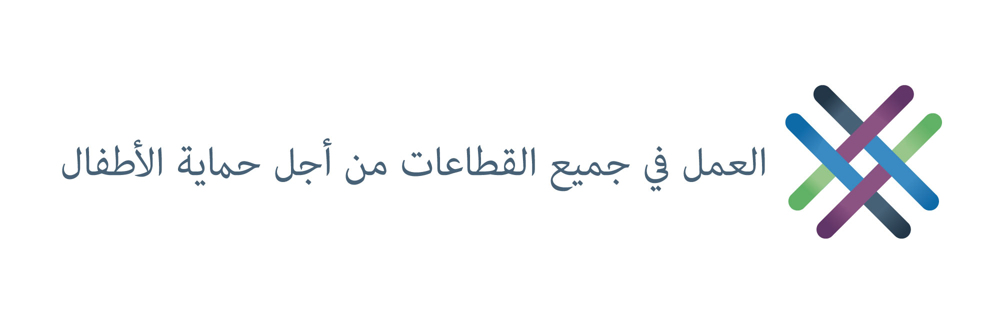 العمل في جميع القطاعات من أجل حماية الأطفال